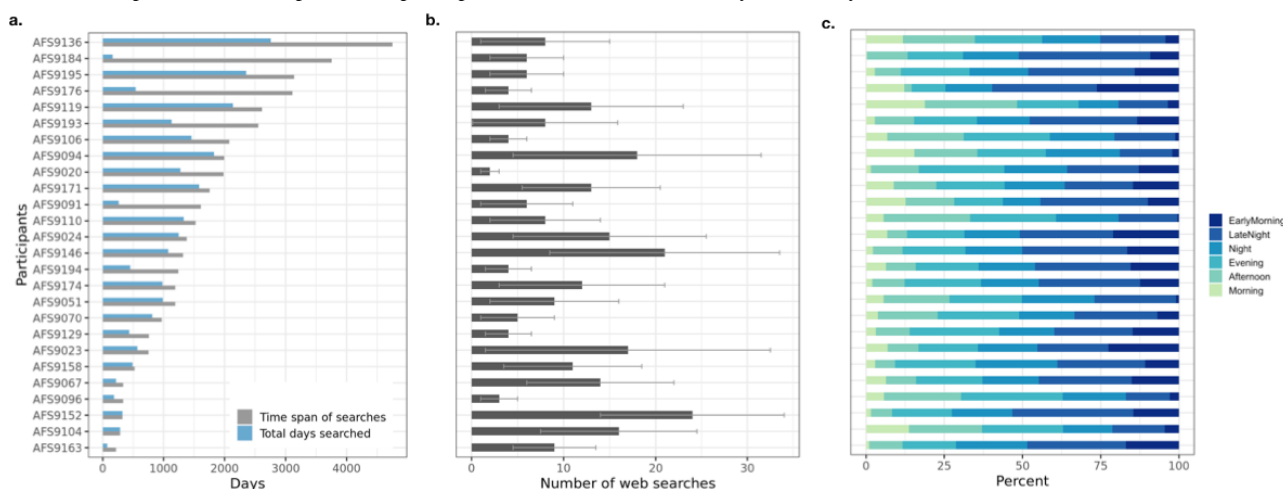 a.
AFS9136
AFS9184
AFS9195
AFS9176
AFS9119
AFS9193
AFS9106
AFS9094
AFS9020
AFS9171
AFS9091
AFS9110
AFS9024
AFS9146
AFS9194
AFS9174
AFS9051
AFS9070
AFS9129
AFS9023
AFS9158
AFS9067
AFS9096
AFS9152
AFS9104
AFS9163
Participants
Time span of searches
Total days searched
0 1000 2000 3000 4000
Days
b.
0 10 20 30
Number of web searches
c.
0 25 50 75 100
Percent
EarlyMorning
LateNight
Night
Evening
Afternoon
Morning